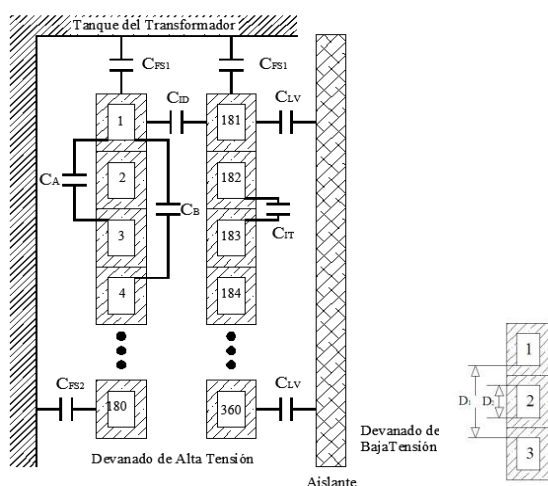 Tanque del Transformador
CFS1
CFS1
CID
CLV
1
181
CA
2
182
CB
CIT
3
183
4
184
CFS2
180
360
CLV
Devanado de Alta Tensión
Devanado de
BajaTensión
Aislante
1
D1
D2
2
3